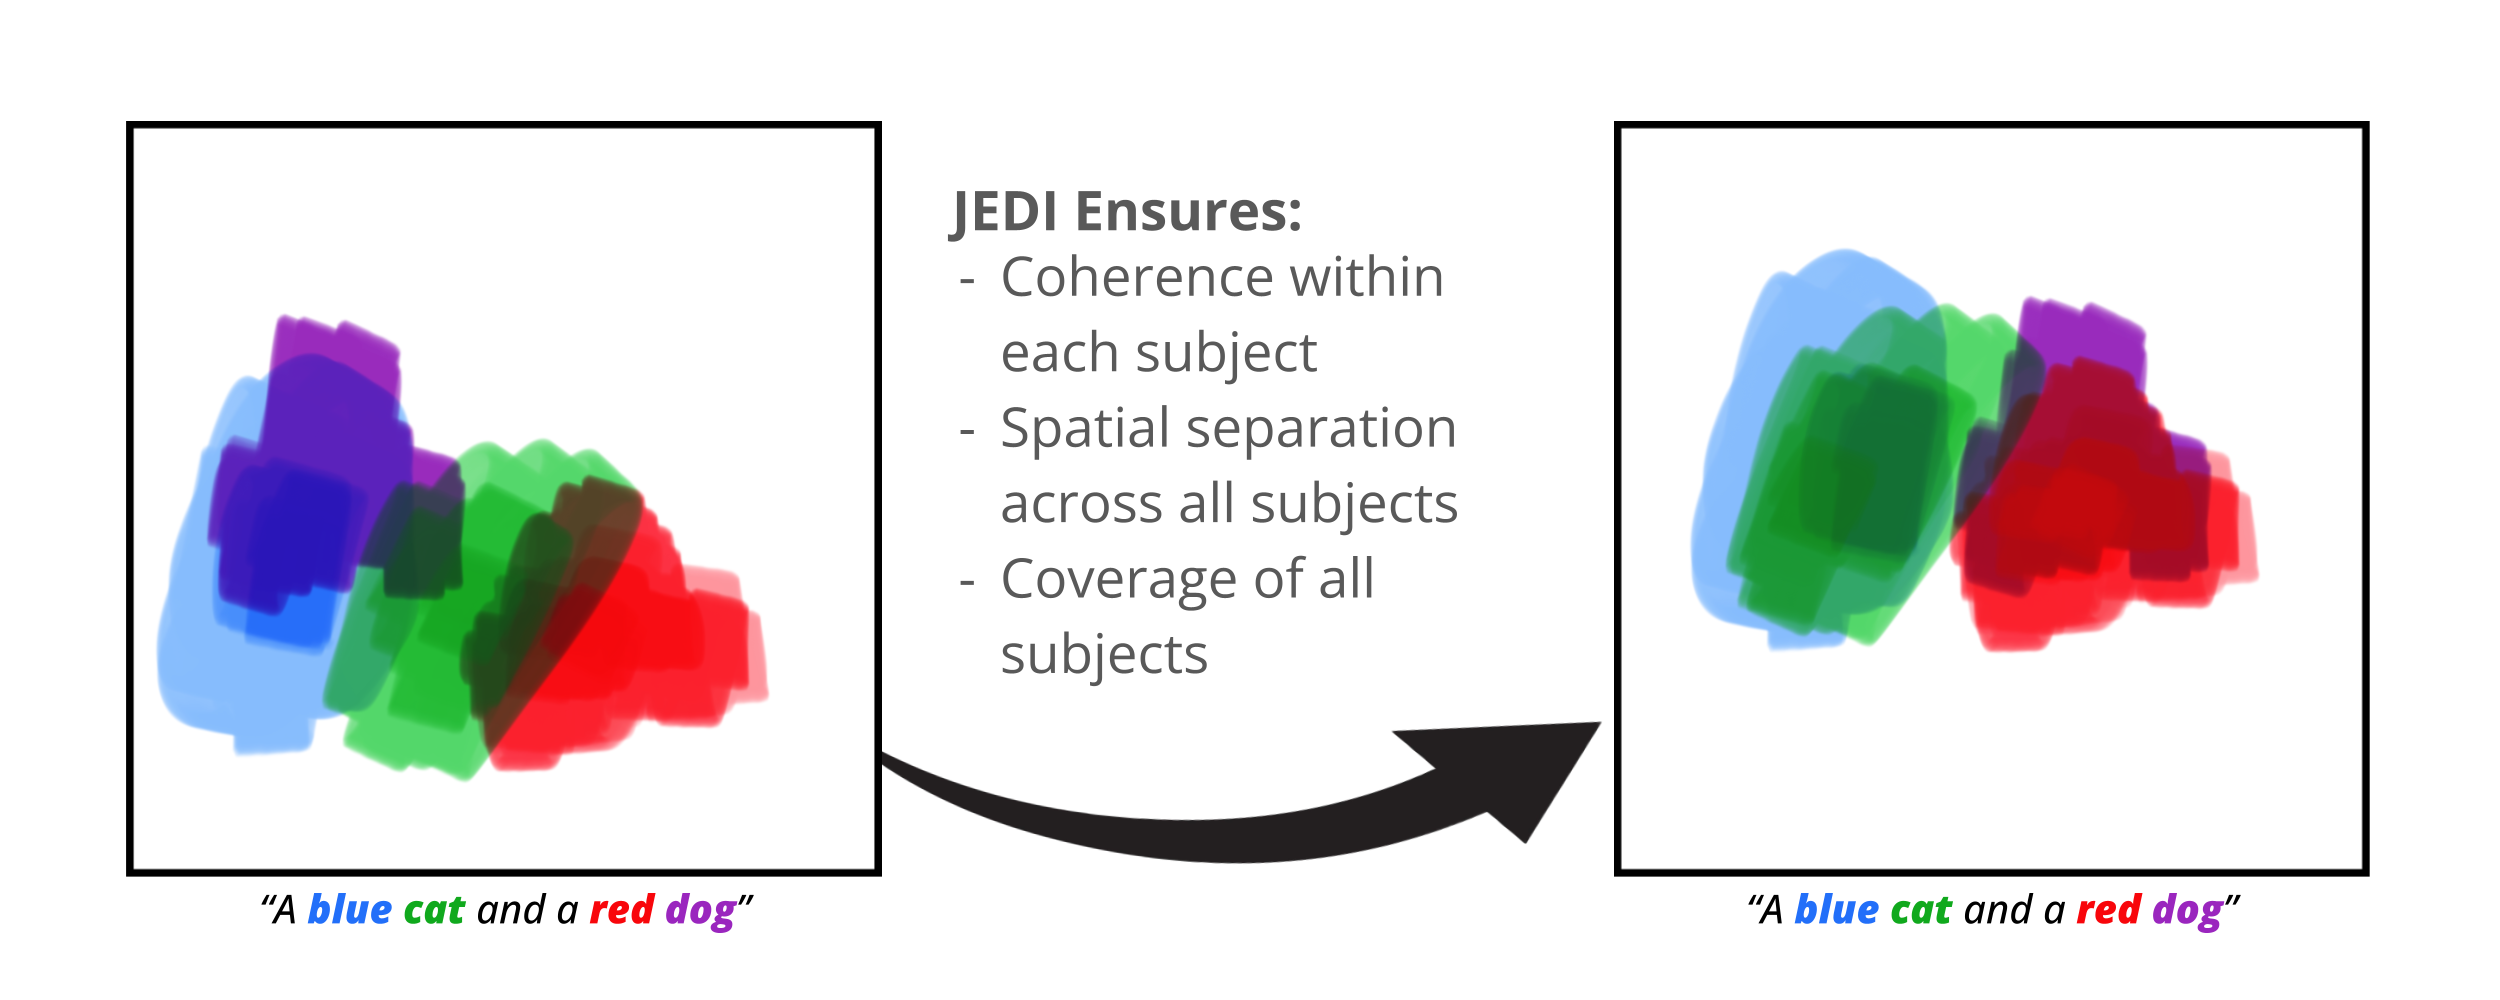 JEDI Ensures:
- Coherence within
each subject
- Spatial separation
across all subjects
- Coverage of all
subjects
“A blue cat and a red dog”
“A blue cat and a red dog”